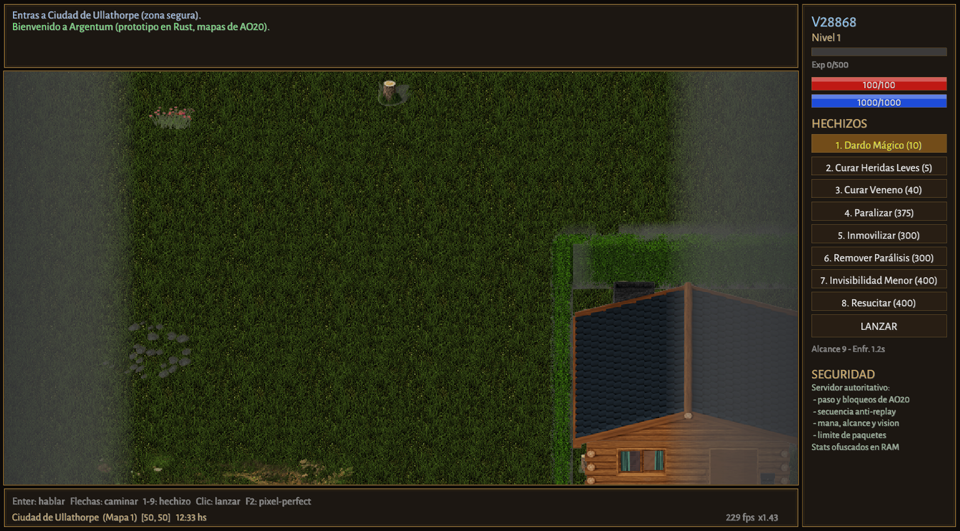 Entras a Ciudad de Ullathorpe (zona segura).
Bienvenido a Argentum (prototipo en Rust, mapas de AO20).
V28868
Nivel 1
Exp 0/500
100/100
1000/1000
HECHIZOS
1. Dardo Mágico (10)
2. Curar Heridas Leves (5)
3. Curar Veneno (40)
4. Paralizar (375)
5. Inmovilizar (300)
6. Remover Parálisis (300)
7. Invisibilidad Menor (400)
8. Resucitar (400)
LANZAR
Alcance 9 - Enfr. 1.2s
SEGURIDAD
Servidor autoritativo:
- paso y bloqueos de AO20
- secuencia anti-replay
- mana, alcance y vision
- limite de paquetes
Stats ofuscados en RAM
Enter: hablar  Flechas: caminar  1-9: hechizo  Clic: lanzar  F2: pixel-perfect
Ciudad de Ullathorpe  (Mapa 1)  [50, 50]  12:33 hs
229 fps  x1.43